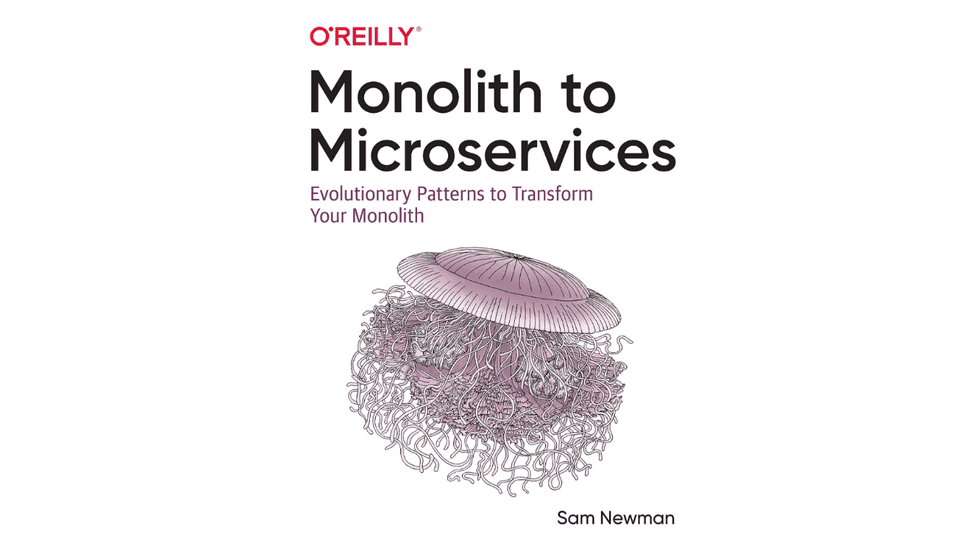 O'REILLY®
Monolith to
Microservices
Evolutionary Patterns to Transform
Your Monolith
Sam Newman